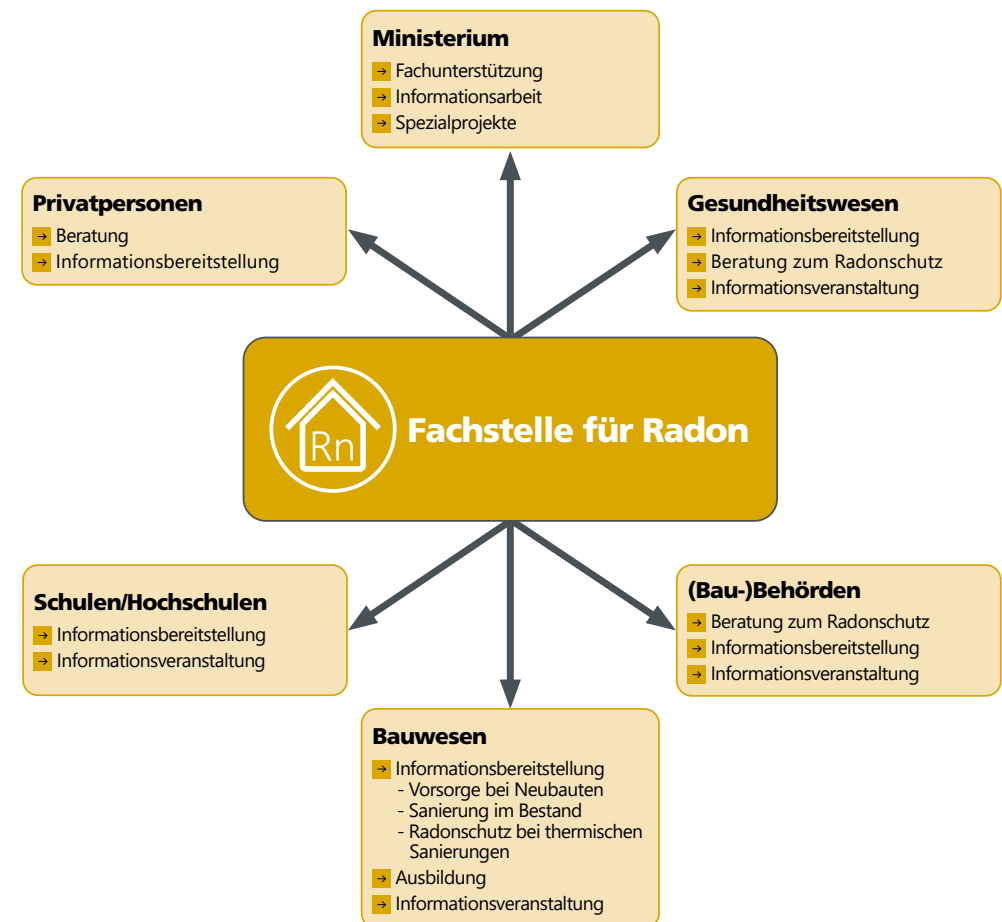 Ministerium
→ Fachunterstützung
→ Informationsarbeit
→ Spezialprojekte
Privatpersonen
→ Beratung
→ Informationsbereitstellung
Gesundheitswesen
→ Informationsbereitstellung
→ Beratung zum Radonschutz
→ Informationsveranstaltung
Rn
Fachstelle für Radon
Schulen/Hochschulen
→ Informationsbereitstellung
→ Informationsveranstaltung
(Bau-)Behörden
→ Beratung zum Radonschutz
→ Informationsbereitstellung
→ Informationsveranstaltung
Bauwesen
→ Informationsbereitstellung
- Vorsorge bei Neubauten
- Sanierung im Bestand
- Radonschutz bei thermischen
Sanierungen
→ Ausbildung
→ Informationsveranstaltung